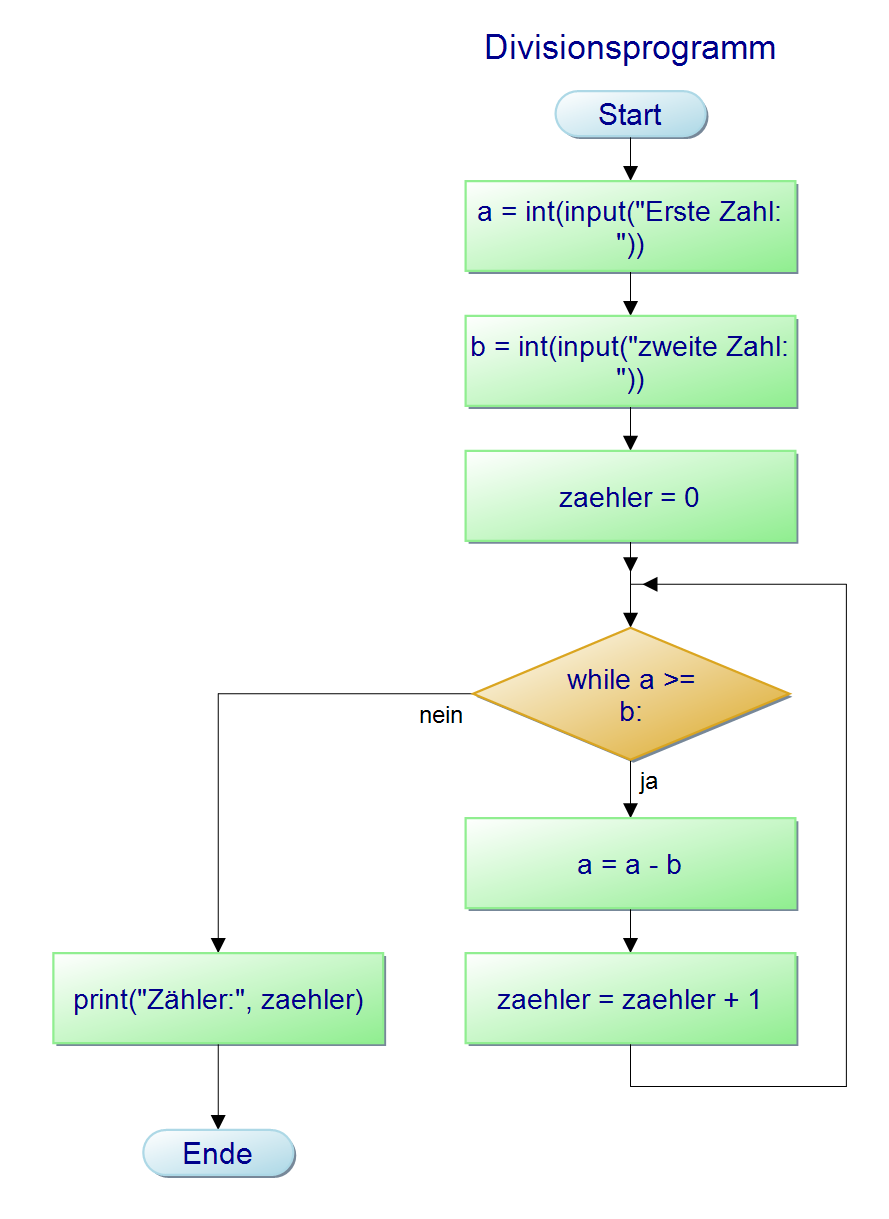 Divisionsprogramm
Start
a = int(input("Erste Zahl:
"))
b = int(input("zweite Zahl:
"))
zaehler = 0
while a >=
b:
nein
ja
a = a - b
print("Zähler:", zaehler)
zaehler = zaehler + 1
Ende